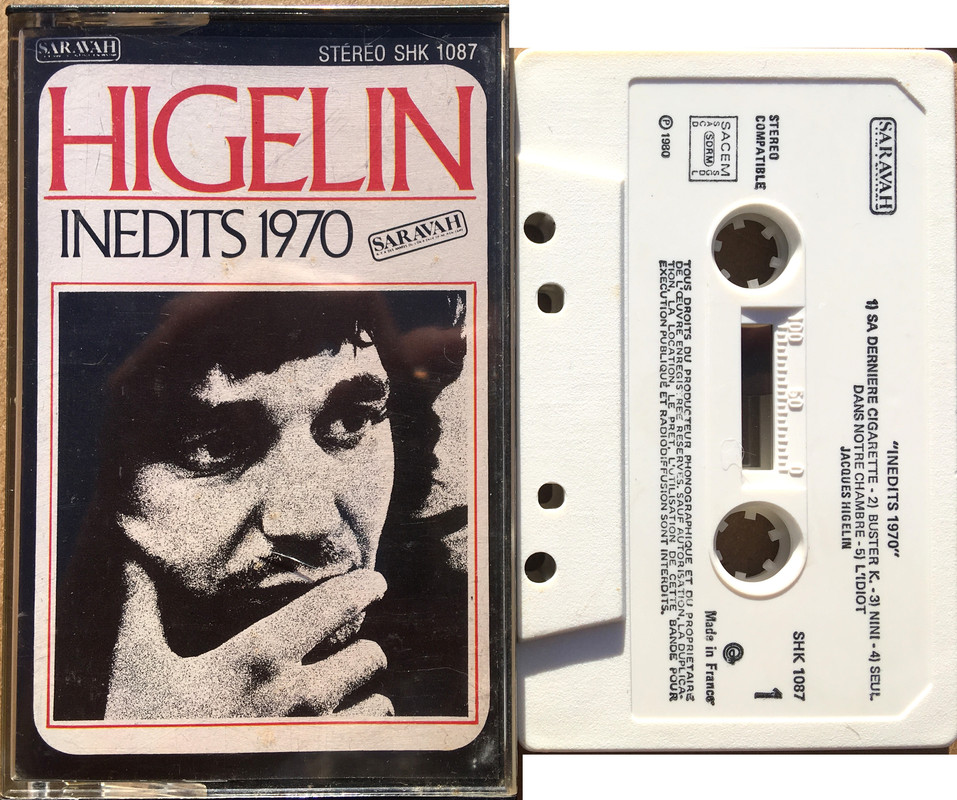 SARAVAH
STÉRÉO SHK 1087
HIGELIN
INEDITS 1970
SARAVAH
SARAVAH
"INEDITS 1970"
1) SA DERNIERE CIGARETTE - 2) BUSTER K. - 3) NINI - 4) SEUL
DANS NOTRE CHAMBRE - 5) L'IDIOT
JACQUES HIGELIN
SHK 1087
1
STEREO
COMPATIBLE
SACEM
SDRM
℗ 1980
100 50 0
Made in France
TOUS DROITS DU PRODUCTEUR PHONOGRAPHIQUE ET DU PROPRIETAIRE
DE L'ŒUVRE ENREGISTREE RESERVES. SAUF AUTORISATION, LA DUPLICA-
TION, LA LOCATION, LE PRET, L'UTILISATION DE CETTE BANDE POUR
EXECUTION PUBLIQUE ET RADIODIFFUSION SONT INTERDITS.